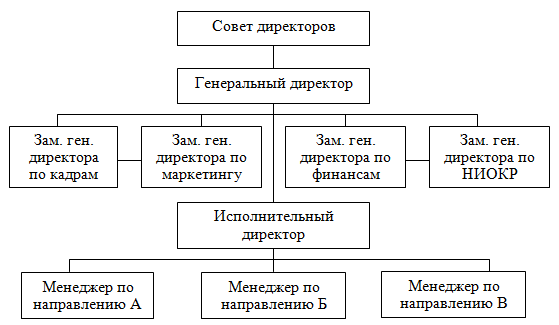 Совет директоров
Генеральный директор
Зам. ген.
директора
по кадрам
Зам. ген.
директора по
маркетингу
Зам. ген.
директора по
финансам
Зам. ген.
директора по
НИОКР
Исполнительный
директор
Менеджер по
направлению А
Менеджер по
направлению Б
Менеджер по
направлению В